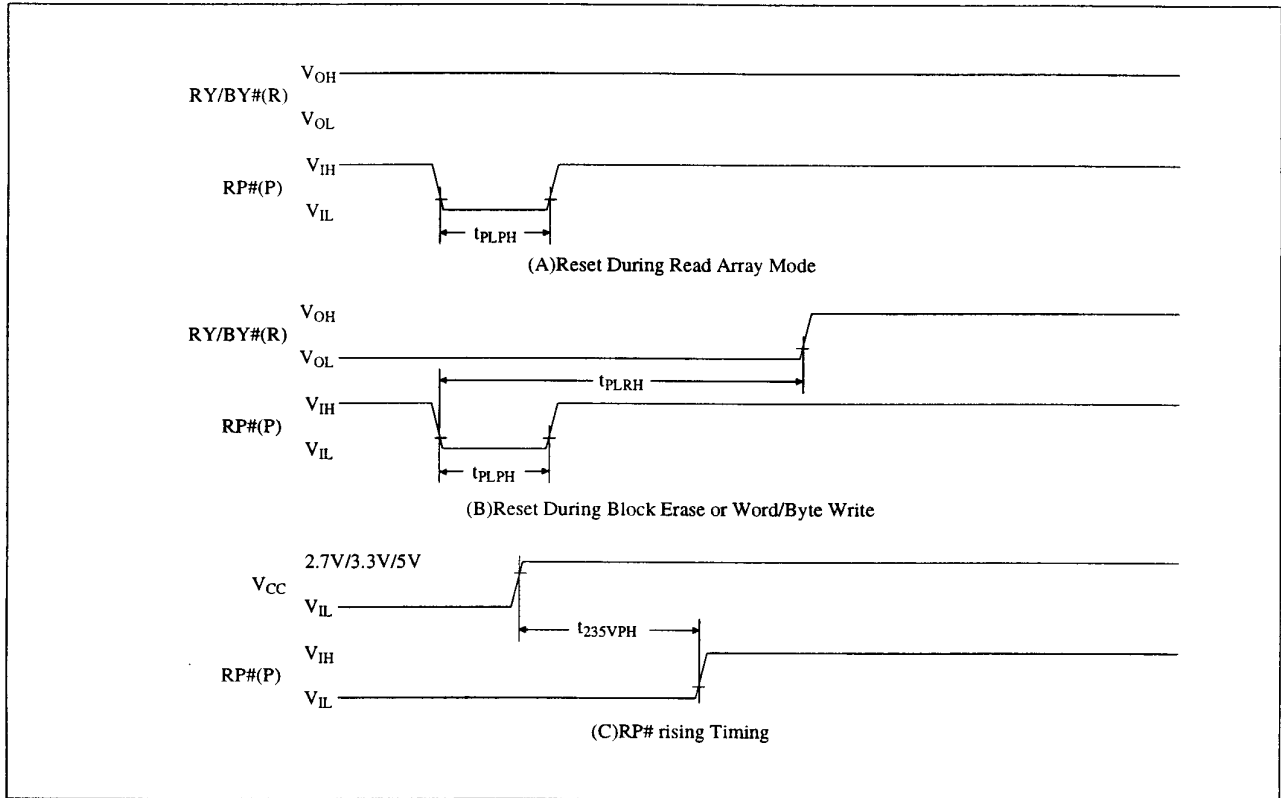 V_OH
RY/BY#(R)
V_OL
V_IH
RP#(P)
V_IL
t_PLPH
(A)Reset During Read Array Mode
V_OH
RY/BY#(R)
V_OL
t_PLRH
V_IH
RP#(P)
V_IL
t_PLPH
(B)Reset During Block Erase or Word/Byte Write
2.7V/3.3V/5V
V_CC
V_IL
t_235VPH
V_IH
RP#(P)
V_IL
(C)RP# rising Timing